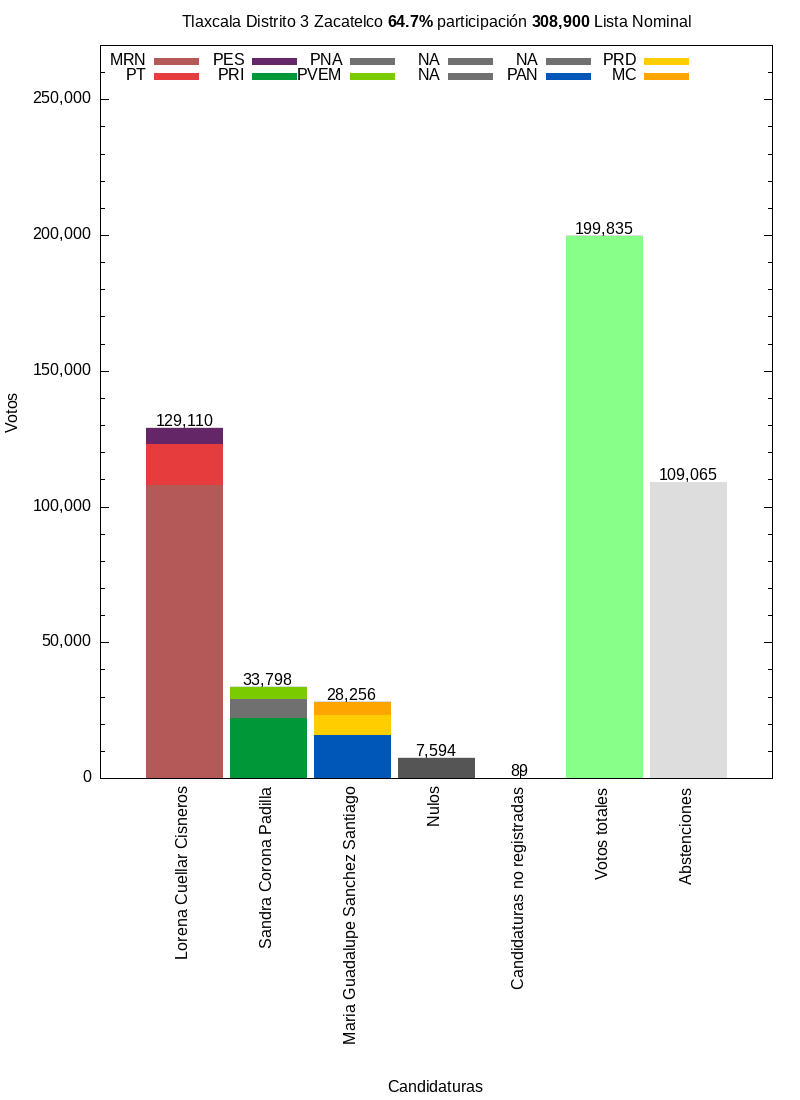 Tlaxcala Distrito 3 Zacatelco 64.7% participación 308,900 Lista Nominal
MRN PES PNA NA NA PRD
PT PRI PVEM NA PAN MC
250,000
200,000
150,000
100,000
50,000
0
Votos
129,110
33,798
28,256
7,594
89
199,835
109,065
Lorena Cuellar Cisneros
Sandra Corona Padilla
Maria Guadalupe Sanchez Santiago
Nulos
Candidaturas no registradas
Votos totales
Abstenciones
Candidaturas